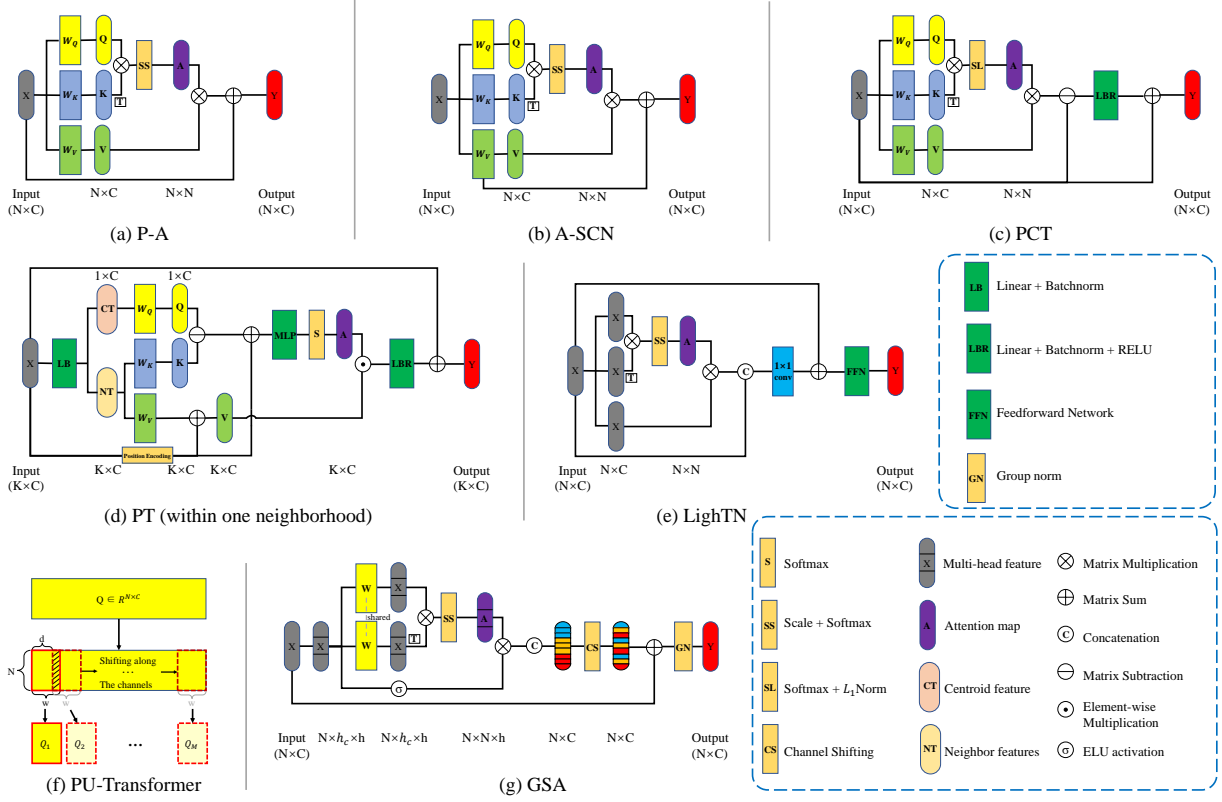 W_Q Q
X W_K K T SS A Y
W_V V
Input N×C N×N Output
(N×C) (N×C)
(a) P-A
W_Q Q
X W_K K T SS A Y
W_V V
Input N×C N×N Output
(N×C) (N×C)
(b) A-SCN
W_Q Q
X W_K K T SL A LBR Y
W_V V
Input N×C N×N Output
(N×C) (N×C)
(c) PCT
1×C 1×C
CT W_Q Q
X LB W_K K MLP S A LBR Y
NT W_V V
Position Encoding
Input K×C K×C K×C K×C Output
(K×C) (K×C)
(d) PT (within one neighborhood)
X
X X T SS A C 1×1 conv FFN Y
X
Input N×C N×N Output
(N×C) (N×C)
(e) LighTN
LB Linear + Batchnorm
LBR Linear + Batchnorm + RELU
FFN Feedforward Network
GN Group norm
Q ∈ R^{N×C}
d
N Shifting along
...
The channels
w w w
Q_1 Q_2 ... Q_M
(f) PU-Transformer
W X
shared
X X W X T SS A C CS GN Y
σ
Input N×h_c×h N×h_c×h N×N×h N×C N×C Output
(N×C) (N×C)
(g) GSA
S Softmax
SS Scale + Softmax
SL Softmax + L_1Norm
CS Channel Shifting
X Multi-head feature
A Attention map
CT Centroid feature
NT Neighbor features
Matrix Multiplication
Matrix Sum
C Concatenation
Matrix Subtraction
Element-wise
Multiplication
σ ELU activation